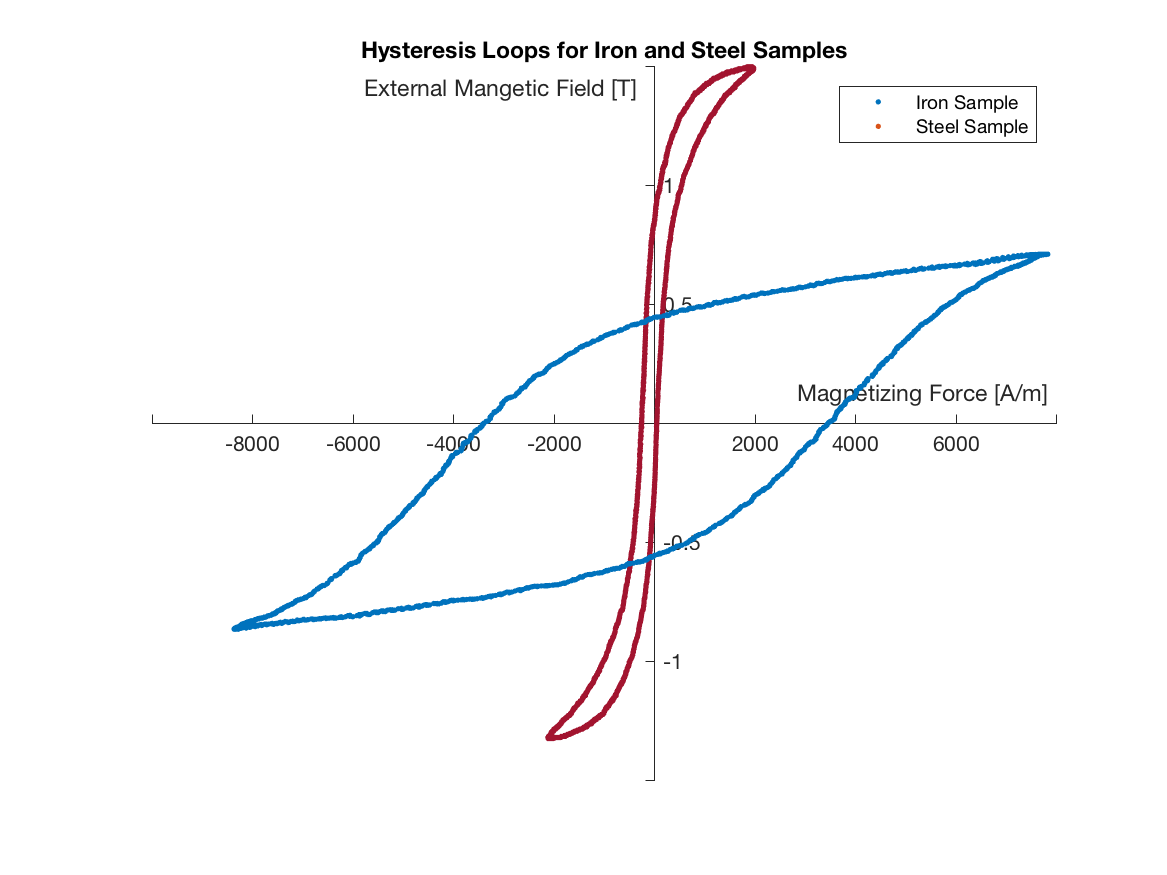 Hysteresis Loops for Iron and Steel Samples
External Mangetic Field [T]
Iron Sample
Steel Sample
1
0.5
Magnetizing Force [A/m]
-8000 -6000 -4000 -2000 2000 4000 6000
-0.5
-1